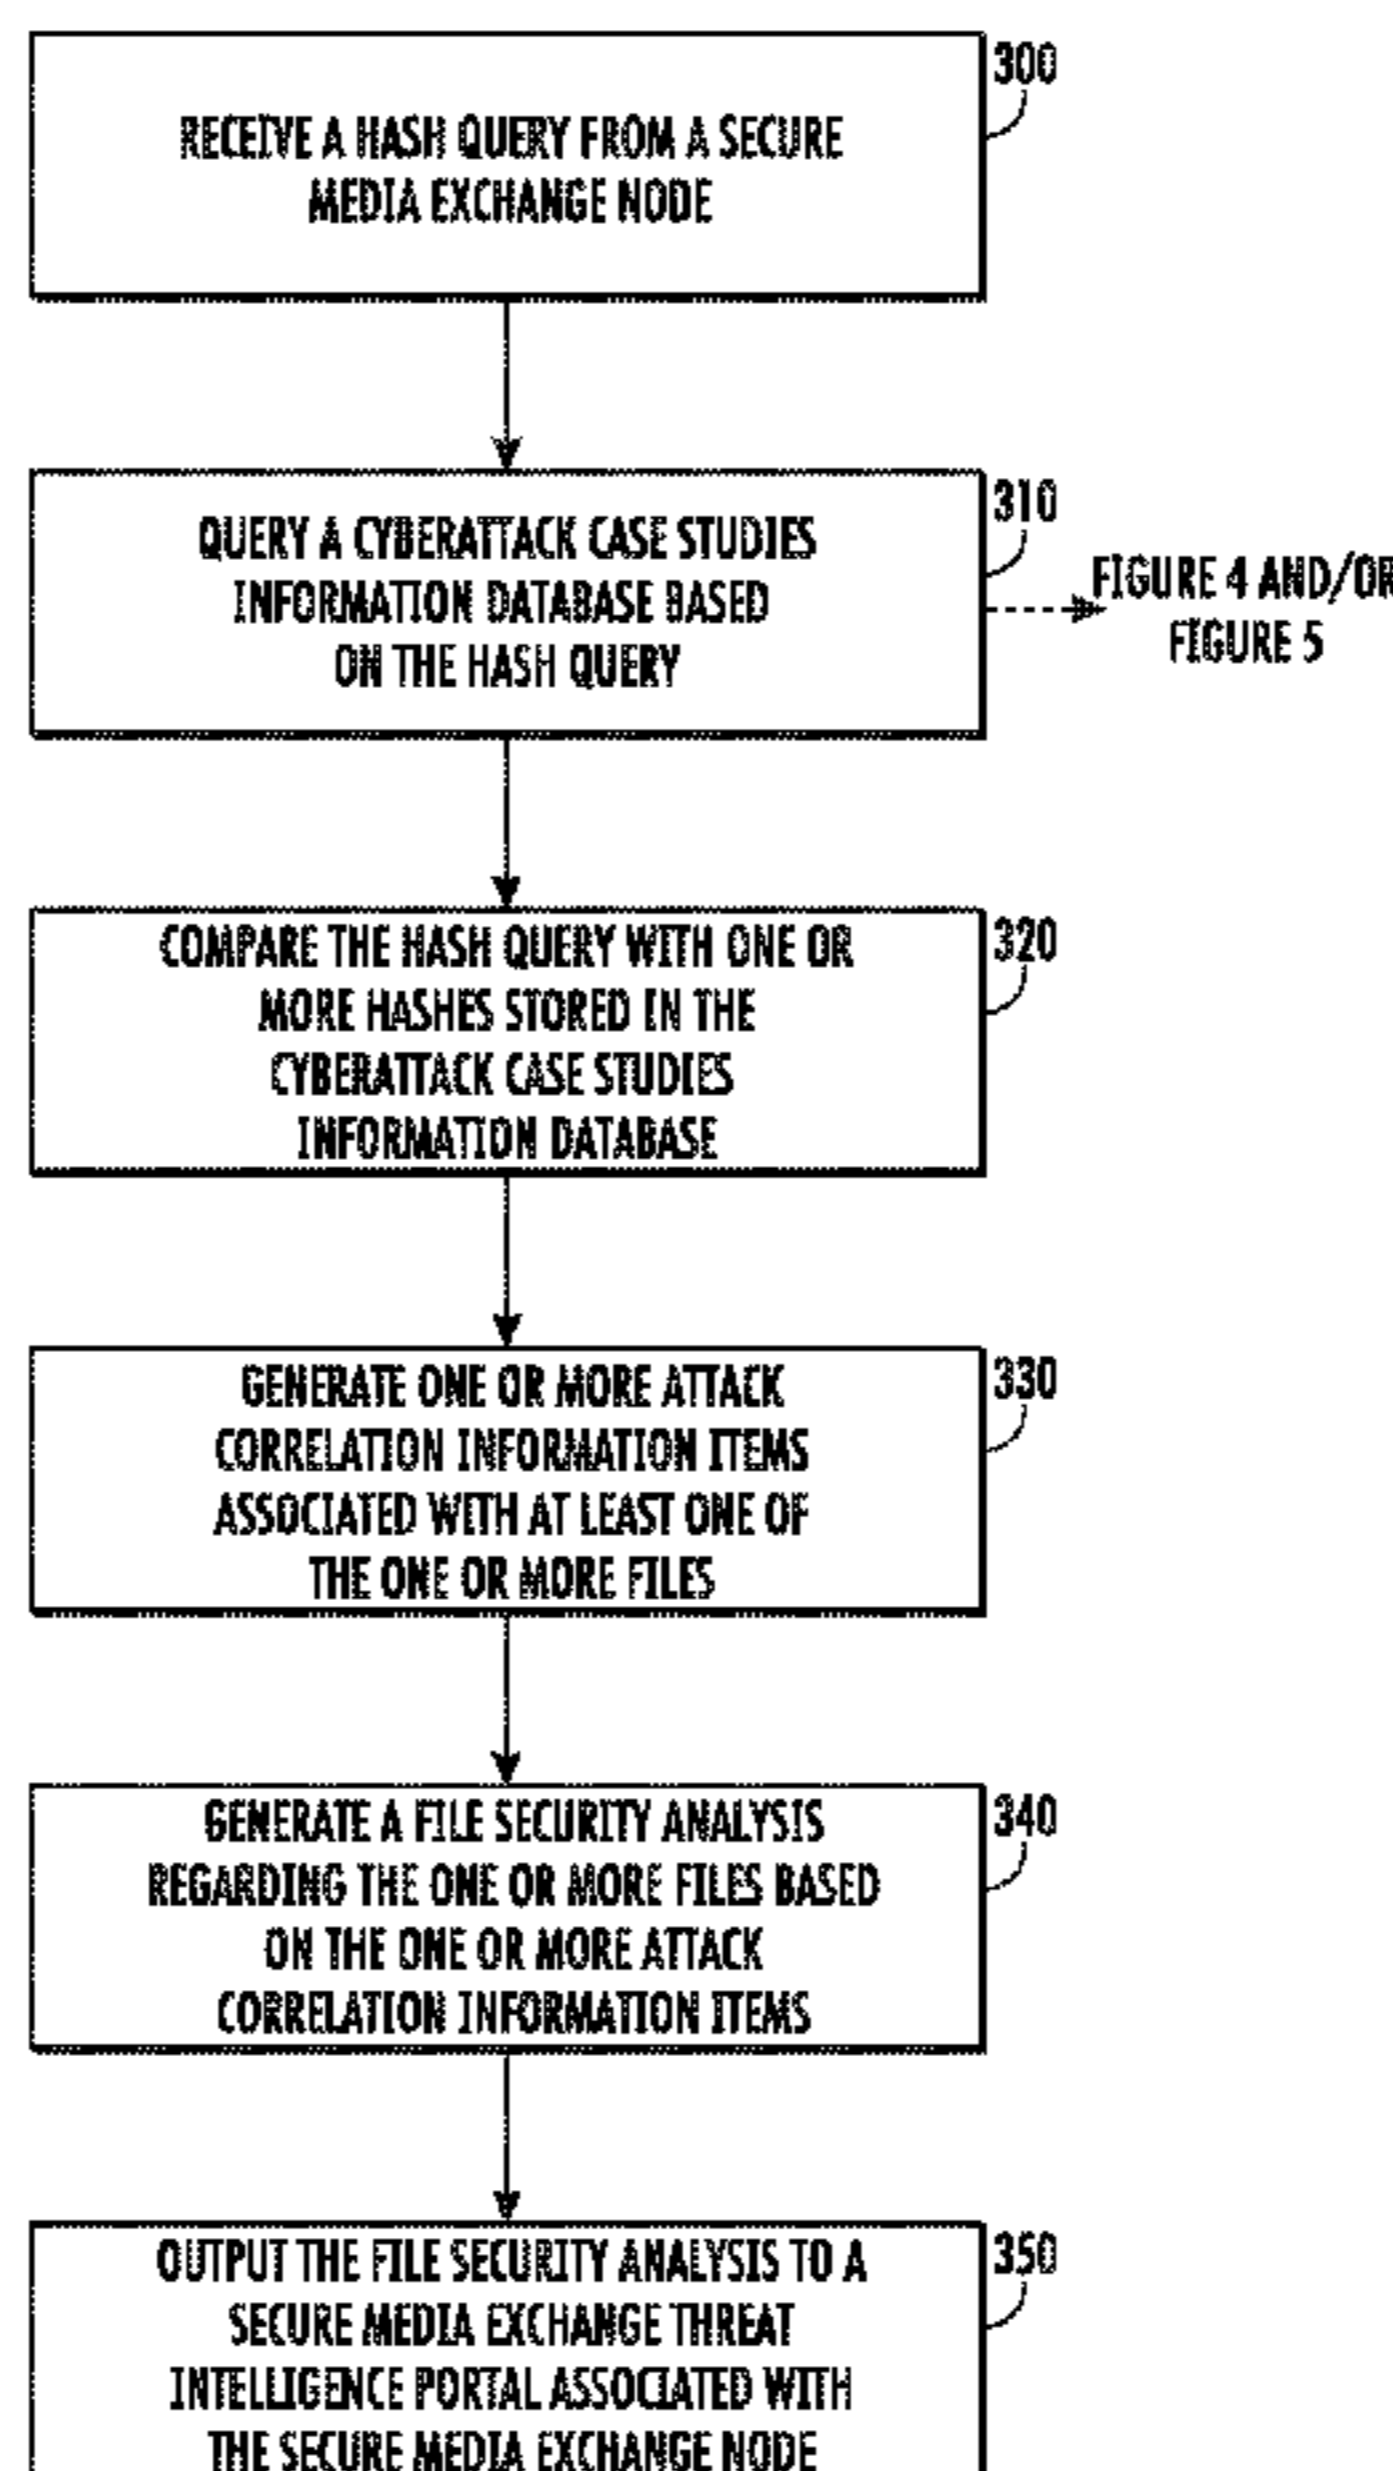 300
RECEIVE A HASH QUERY FROM A SECURE
MEDIA EXCHANGE NODE
310
QUERY A CYBERATTACK CASE STUDIES
INFORMATION DATABASE BASED
ON THE HASH QUERY
FIGURE 4 AND/OR
FIGURE 5
320
COMPARE THE HASH QUERY WITH ONE OR
MORE HASHES STORED IN THE
CYBERATTACK CASE STUDIES
INFORMATION DATABASE
330
GENERATE ONE OR MORE ATTACK
CORRELATION INFORMATION ITEMS
ASSOCIATED WITH AT LEAST ONE OF
THE ONE OR MORE FILES
340
GENERATE A FILE SECURITY ANALYSIS
REGARDING THE ONE OR MORE FILES BASED
ON THE ONE OR MORE ATTACK
CORRELATION INFORMATION ITEMS
350
OUTPUT THE FILE SECURITY ANALYSIS TO A
SECURE MEDIA EXCHANGE THREAT
INTELLIGENCE PORTAL ASSOCIATED WITH
THE SECURE MEDIA EXCHANGE NODE